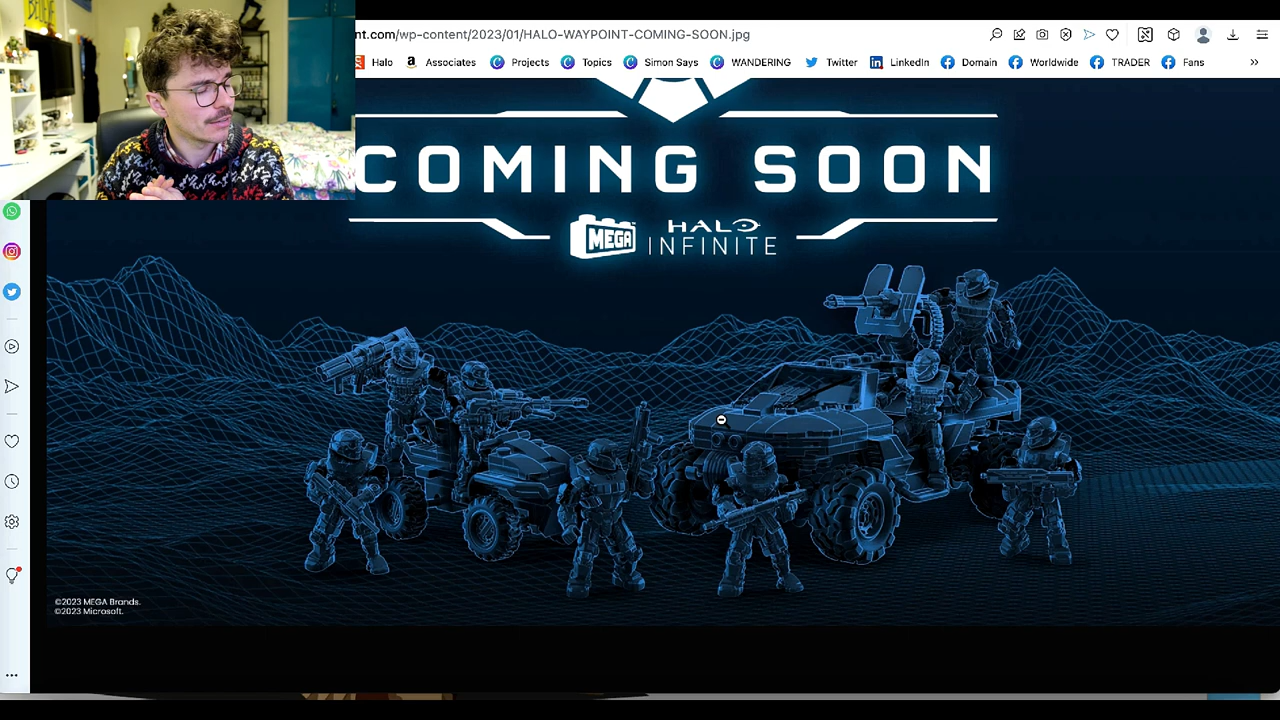 BELIEVE
nt.com/wp-content/2023/01/HALO-WAYPOINT-COMING-SOON.jpg
Halo
Associates
Projects
Topics
Simon Says
WANDERING
Twitter
LinkedIn
Domain
Worldwide
TRADER
Fans
COMING SOON
MEGA
HALO
INFINITE
©2023 MEGA Brands.
©2023 Microsoft.